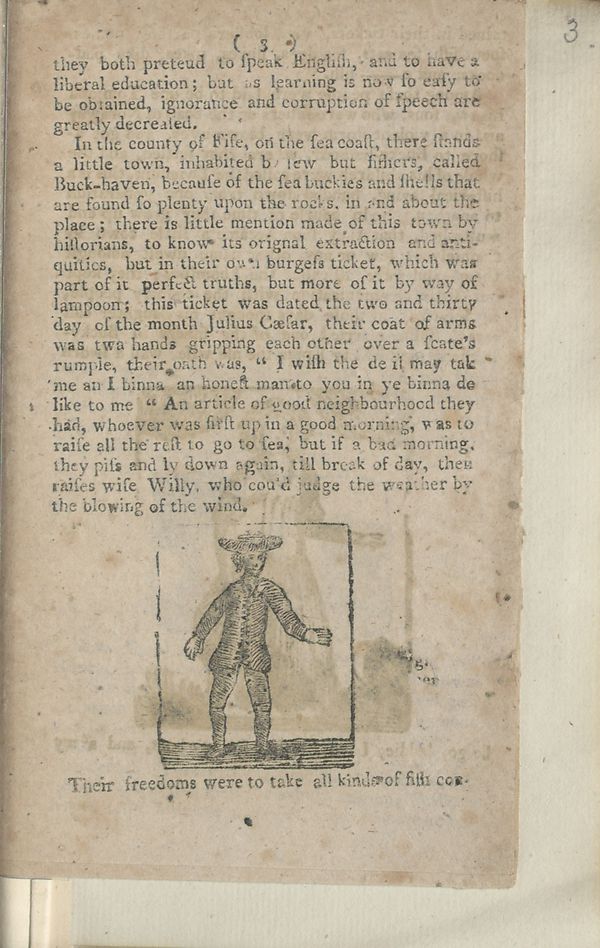 ( 3 )
3
they both preteud to ſpeak Engliſh, and to have a
liberal education; but as learning is now ſo eaſy to
be obtained, ignorance and corruption of ſpeech are
greatly decreaſed.
In the county of Fife, on the ſea coaſt, there ſtands
a little town, inhabited by few but fiſhers, called
Buck-haven, becauſe of the ſea buckies and ſhells that
are found ſo plenty upon the rocks, in and about the
place; there is little mention made of this town by
hiſtorians, to know its orignal extraction and anti-
quities, but in their own burgeſs ticket, which was
part of it perfect truths, but more of it by way of
lampoon; this ticket was dated the two and thirty
day of the month Julius Cæſar, their coat of arms
was twa hands gripping each other over a ſcate's
rumple, their oath was, “ I wiſh the de il may tak
me an I binna an honeſt man to you in ye binna de
like to me “ An article of good neighbourhood they
had, whoever was firſt up in a good morning, was to
raiſe all the reſt to go to ſea, but if a bad morning,
they piſs and ly down again, till break of day, then
raiſes wiſe Willy, who cou'd judge the weather by
the blowing of the wind.
Their freedoms were to take all kinds of fiſh con-